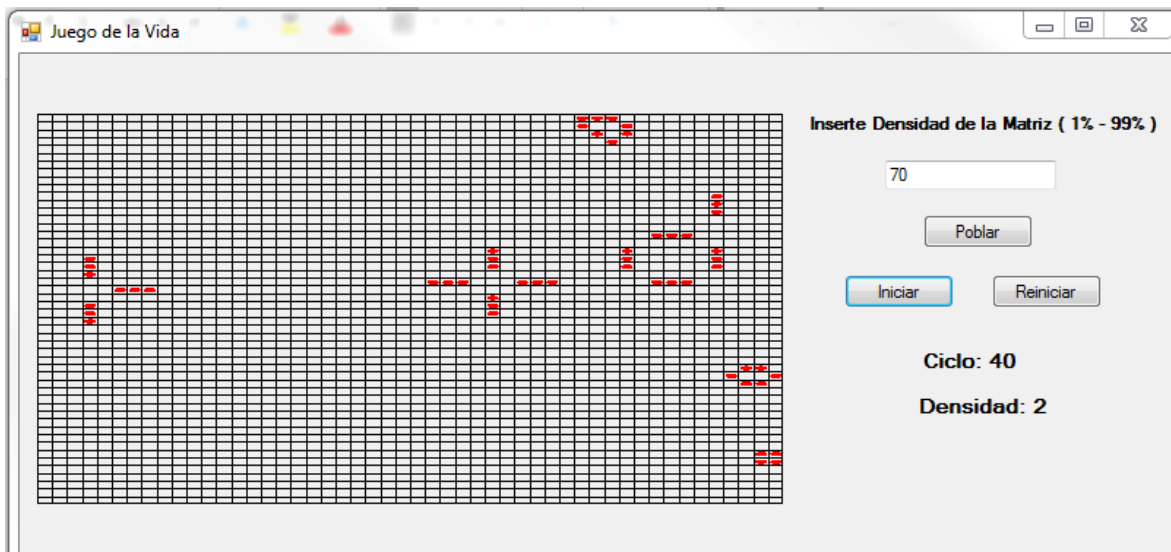 Juego de la Vida
Inserte Densidad de la Matriz ( 1% - 99% )
70
Poblar
Iniciar
Reiniciar
Ciclo: 40
Densidad: 2